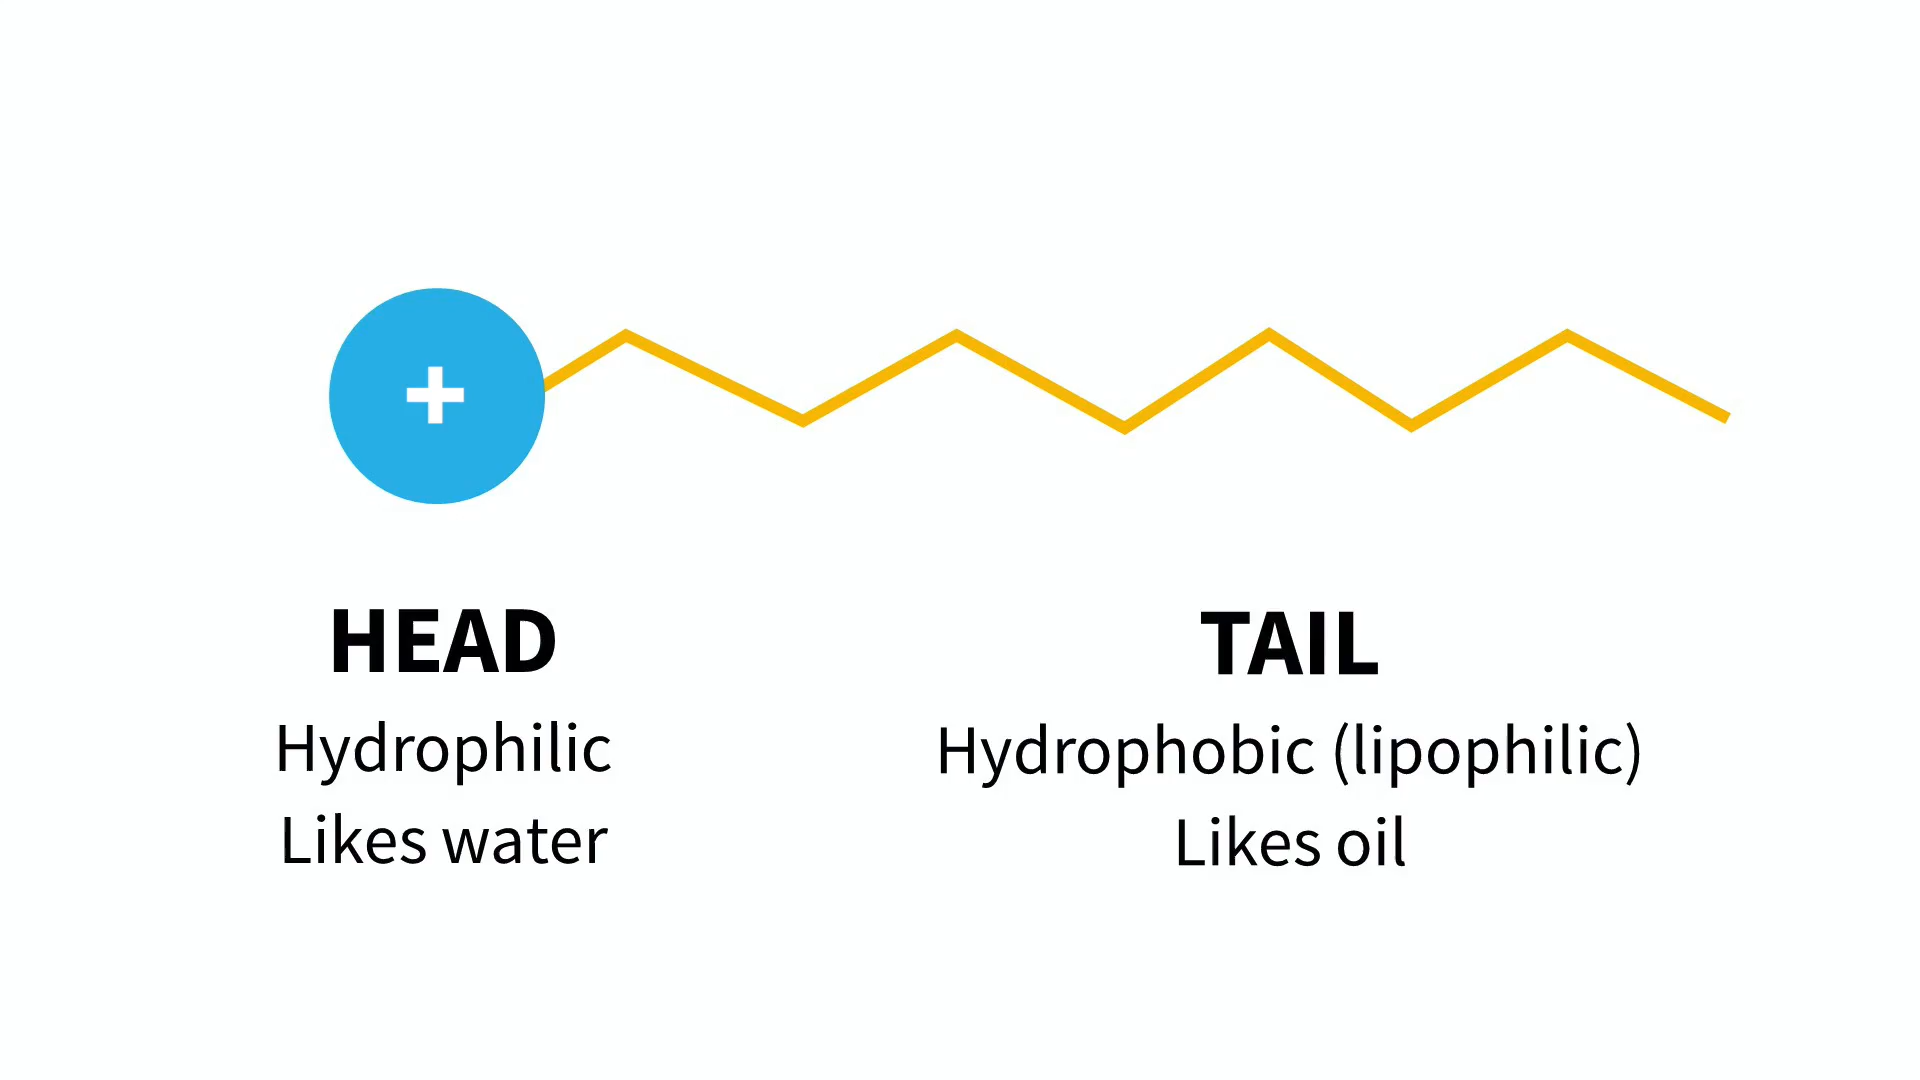 +
HEAD
Hydrophilic
Likes water
TAIL
Hydrophobic (lipophilic)
Likes oil